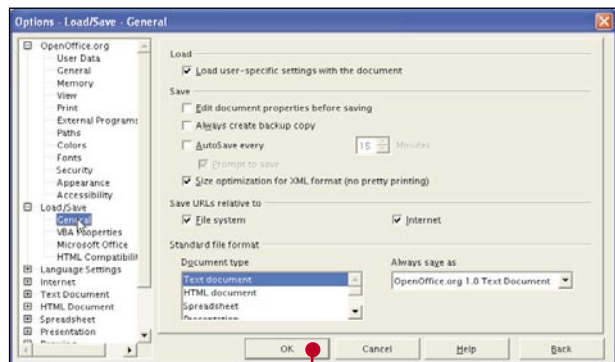 Options - Load/Save - General
OpenOffice.org
User Data
General
Memory
View
Print
External Programs
Paths
Colors
Fonts
Security
Appearance
Accessibility
Load/Save
General
VBA Properties
Microsoft Office
HTML Compatibilit
Language Settings
Internet
Text Document
HTML Document
Spreadsheet
Presentation
Load
Load user-specific settings with the document
Save
Edit document properties before saving
Always create backup copy
AutoSave every 15 Minutes
Prompt to save
Size optimization for XML format (no pretty printing)
Save URLs relative to
File system Internet
Standard file format
Document type Always save as
Text document OpenOffice.org 1.0 Text Document
HTML document
Spreadsheet
OK Cancel Help Back